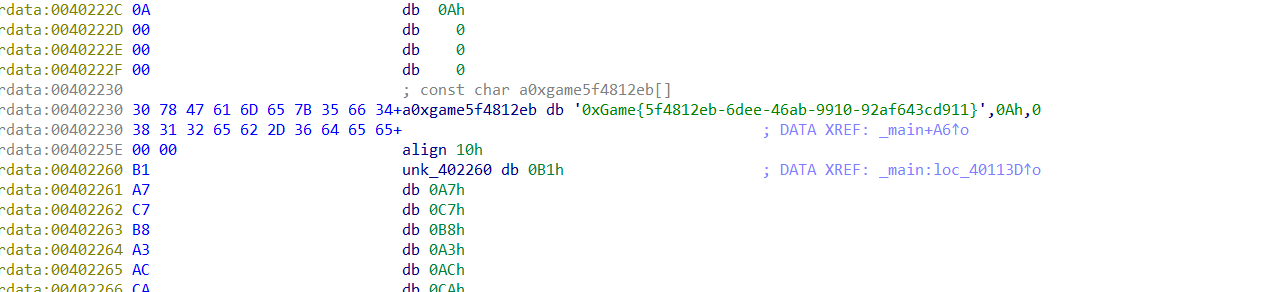 rdata:0040222C 0A db 0Ah
rdata:0040222D 00 db 0
rdata:0040222E 00 db 0
rdata:0040222F 00 db 0
rdata:00402230 ; const char a0xgame5f4812eb[]
rdata:00402230 30 78 47 61 6D 65 7B 35 66 34+a0xgame5f4812eb db '0xGame{5f4812eb-6dee-46ab-9910-92af643cd911}',0Ah,0
rdata:00402230 38 31 32 65 62 2D 36 64 65 65+ ; DATA XREF: _main+A6↑o
rdata:0040225E 00 00 align 10h
rdata:00402260 B1 unk_402260 db 0B1h ; DATA XREF: _main:loc_40113D↑o
rdata:00402261 A7 db 0A7h
rdata:00402262 C7 db 0C7h
rdata:00402263 B8 db 0B8h
rdata:00402264 A3 db 0A3h
rdata:00402265 AC db 0ACh
rdata:00402266 CA db 0CAh